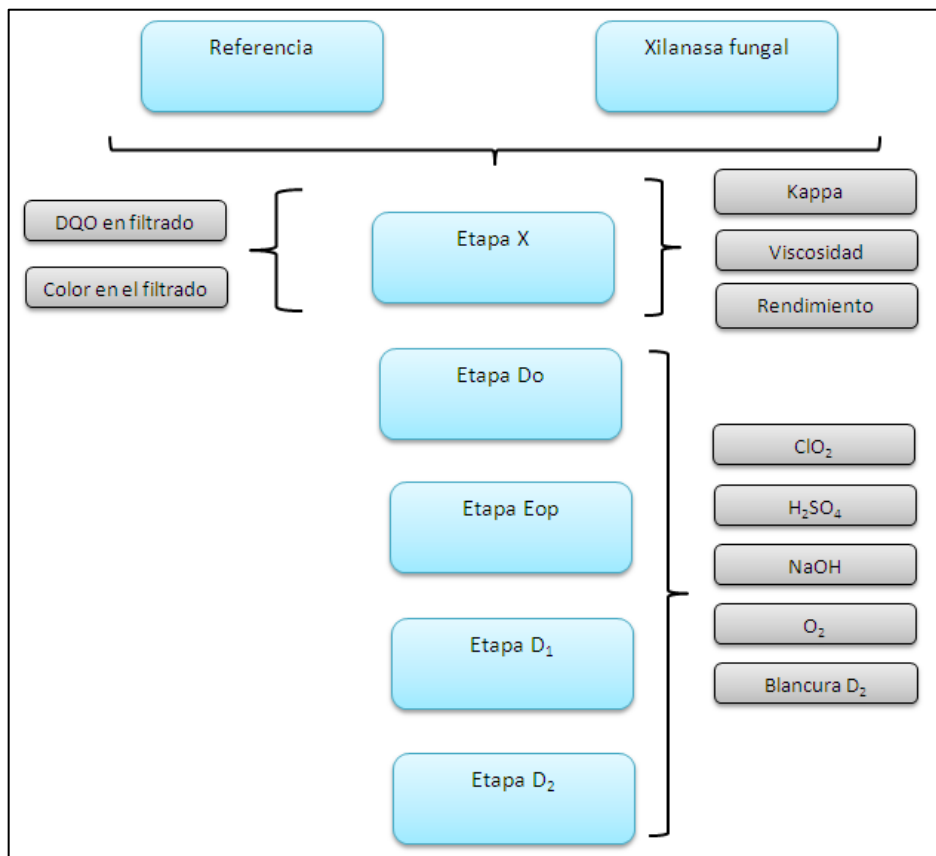 Referencia
Xilanasa fungal
DQO en filtrado
Color en el filtrado
Etapa X
Kappa
Viscosidad
Rendimiento
Etapa Do
Etapa Eop
Etapa D₁
Etapa D₂
ClO₂
H₂SO₄
NaOH
O₂
Blancura D₂